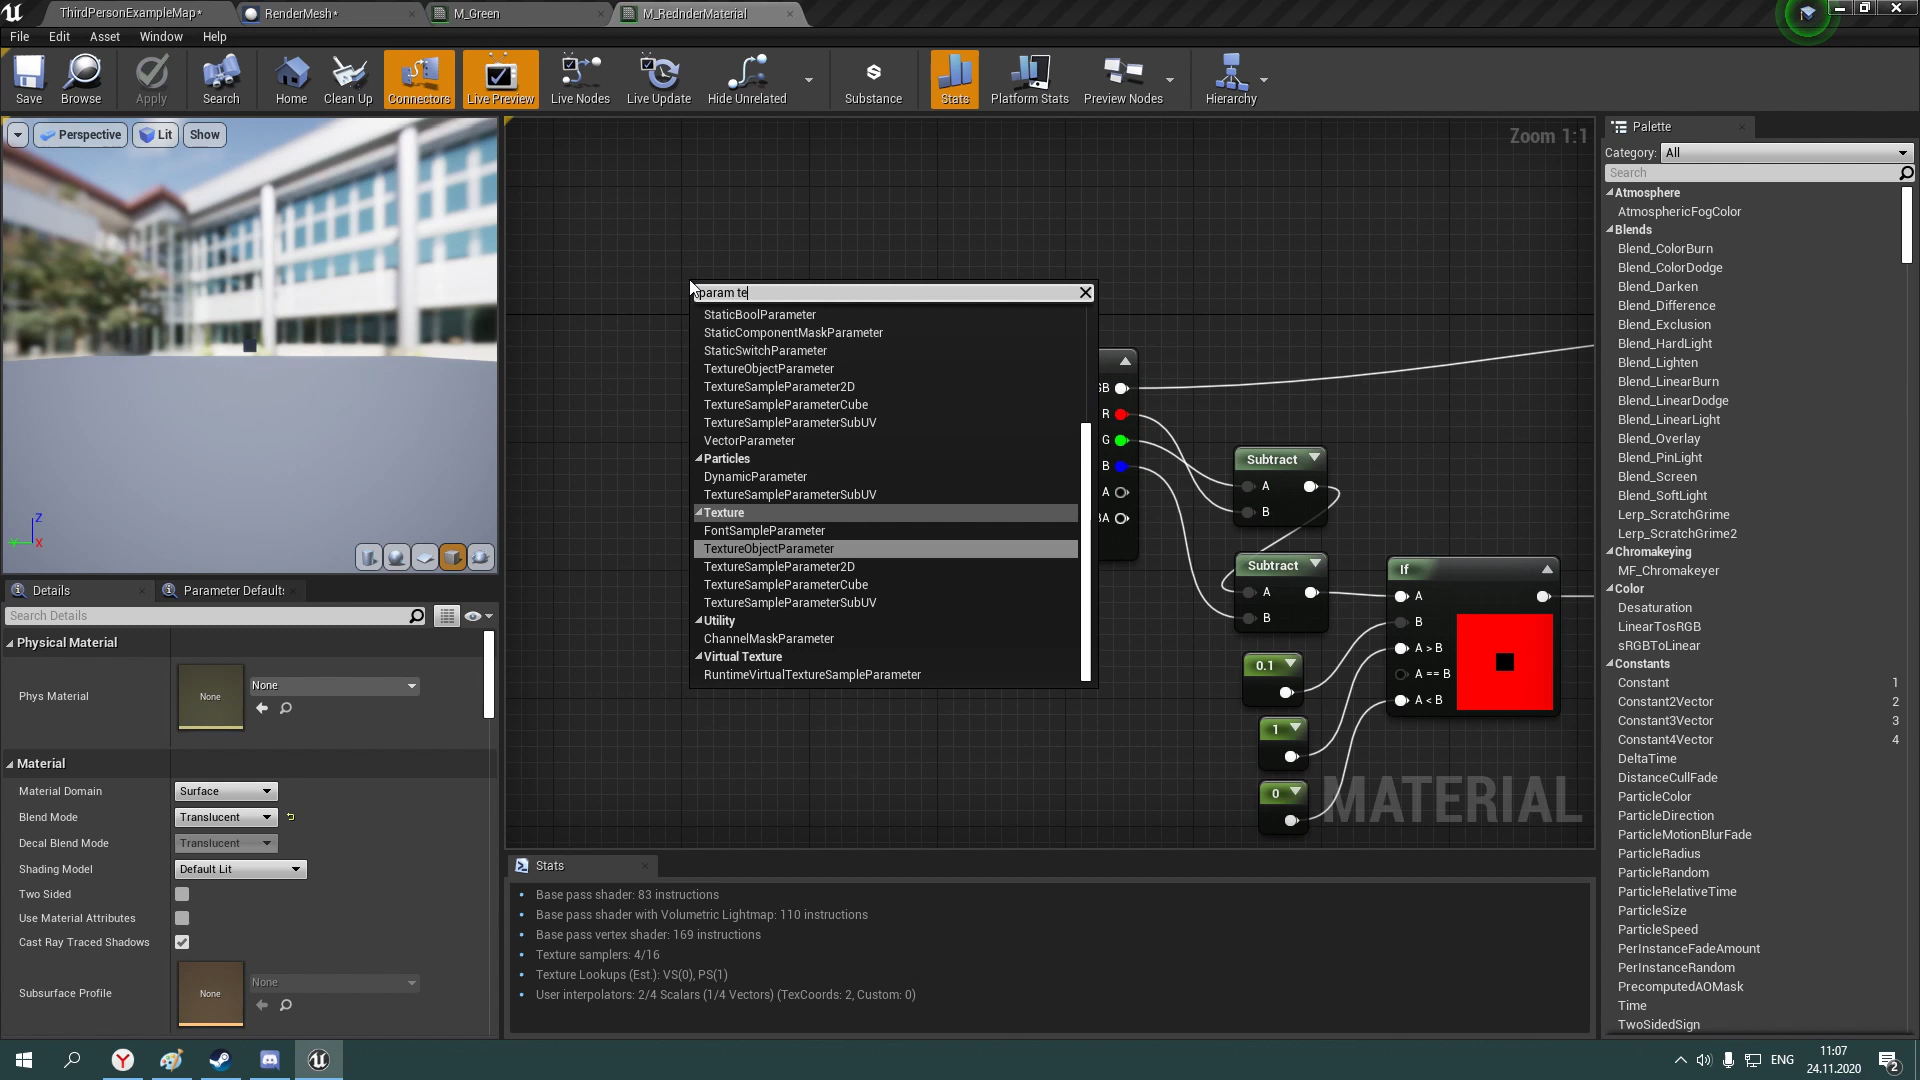 ThirdPersonExampleMap*
RenderMesh*
M_Green
M_RednderMaterial
File
Edit
Asset
Window
Help
Save
Browse
Apply
Search
Home
Clean Up
Connectors
Live Preview
Live Nodes
Live Update
Hide Unrelated
Substance
Stats
Platform Stats
Preview Nodes
Hierarchy
Perspective
Lit
Show
Z
Y
X
Zoom 1:1
param te
StaticBoolParameter
StaticComponentMaskParameter
StaticSwitchParameter
TextureObjectParameter
TextureSampleParameter2D
TextureSampleParameterCube
TextureSampleParameterSubUV
VectorParameter
Particles
DynamicParameter
TextureSampleParameterSubUV
Texture
FontSampleParameter
TextureObjectParameter
TextureSampleParameter2D
TextureSampleParameterCube
TextureSampleParameterSubUV
Utility
ChannelMaskParameter
Virtual Texture
RuntimeVirtualTextureSampleParameter
R
G
B
A
Subtract
A
B
Subtract
A
B
0.1
1
0
If
A
B
A > B
A == B
A < B
MATERIAL
Details
Parameter Defaults
Search Details
Physical Material
Phys Material
None
None
Material
Material Domain
Surface
Blend Mode
Translucent
Decal Blend Mode
Translucent
Shading Model
Default Lit
Two Sided
Use Material Attributes
Cast Ray Traced Shadows
Subsurface Profile
None
None
Stats
• Base pass shader: 83 instructions
• Base pass shader with Volumetric Lightmap: 110 instructions
• Base pass vertex shader: 169 instructions
• Texture samplers: 4/16
• Texture Lookups (Est.): VS(0), PS(1)
• User interpolators: 2/4 Scalars (1/4 Vectors) (TexCoords: 2, Custom: 0)
Palette
Category:
All
Search
Atmosphere
AtmosphericFogColor
Blends
Blend_ColorBurn
Blend_ColorDodge
Blend_Darken
Blend_Difference
Blend_Exclusion
Blend_HardLight
Blend_Lighten
Blend_LinearBurn
Blend_LinearDodge
Blend_LinearLight
Blend_Overlay
Blend_PinLight
Blend_Screen
Blend_SoftLight
Lerp_ScratchGrime
Lerp_ScratchGrime2
Chromakeying
MF_Chromakeyer
Color
Desaturation
LinearTosRGB
sRGBToLinear
Constants
Constant 1
Constant2Vector 2
Constant3Vector 3
Constant4Vector 4
DeltaTime
DistanceCullFade
ParticleColor
ParticleDirection
ParticleMotionBlurFade
ParticleRadius
ParticleRandom
ParticleRelativeTime
ParticleSize
ParticleSpeed
PerInstanceFadeAmount
PerInstanceRandom
PrecomputedAOMask
Time
TwoSidedSign
ENG
11:07
24.11.2020
2